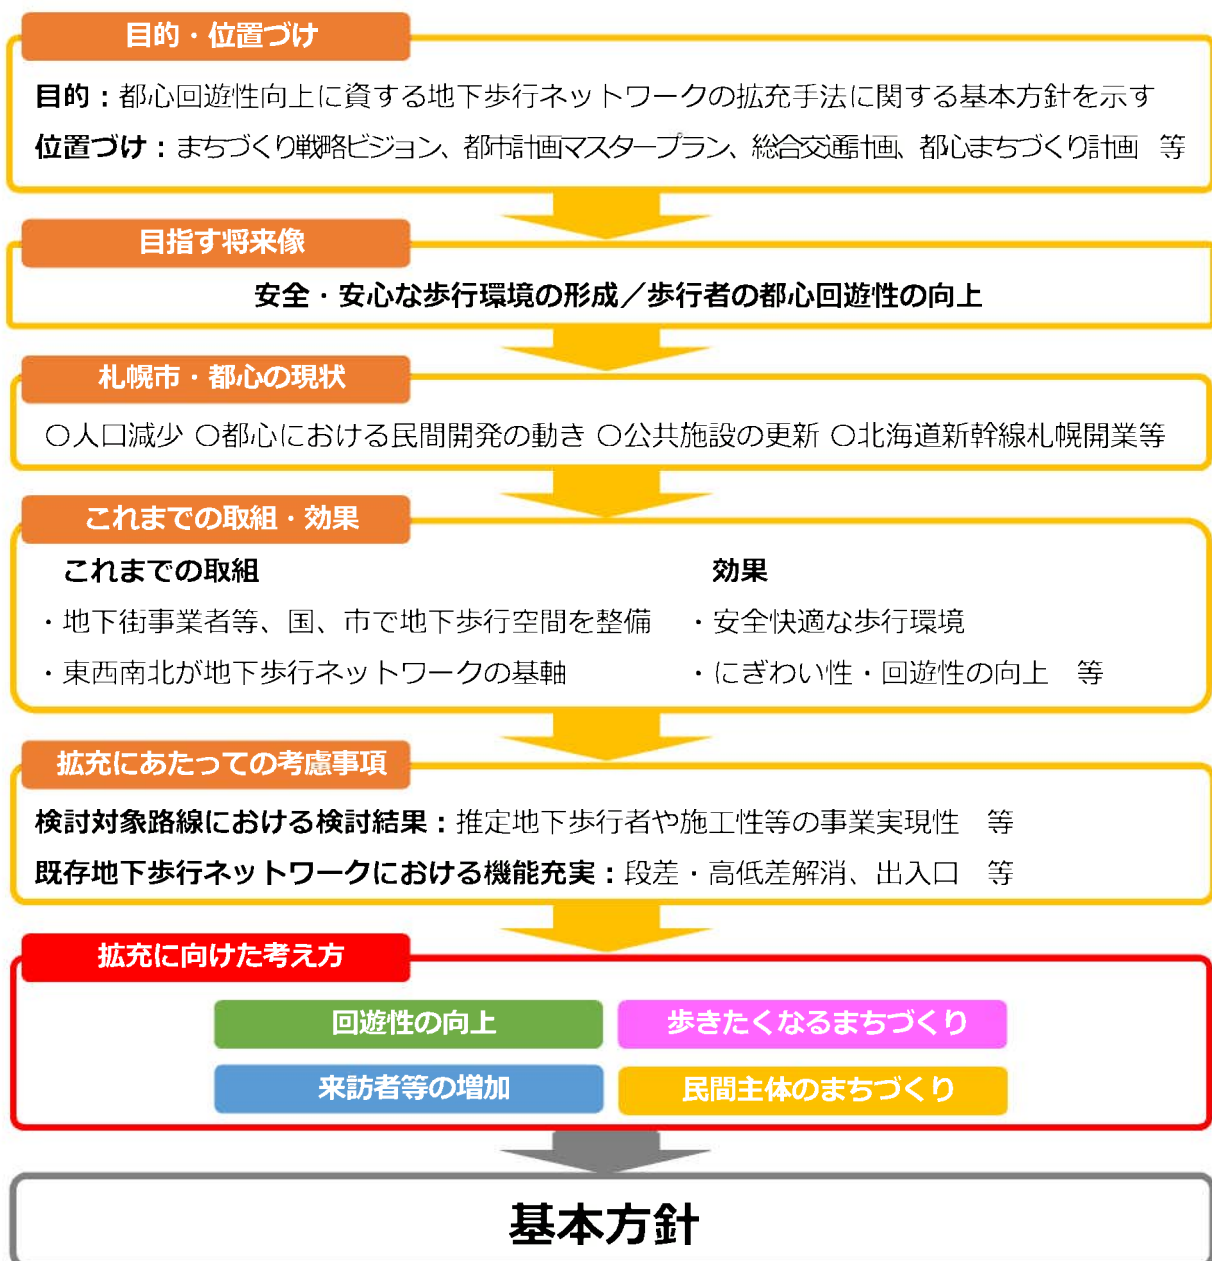 目的・位置づけ
目的：都心回遊性向上に資する地下歩行ネットワークの拡充手法に関する基本方針を示す
位置づけ：まちづくり戦略ビジョン、都市計画マスタープラン、総合交通計画、都心まちづくり計画　等
目指す将来像
安全・安心な歩行環境の形成／歩行者の都心回遊性の向上
札幌市・都心の現状
○人口減少 ○都心における民間開発の動き ○公共施設の更新 ○北海道新幹線札幌開業等
これまでの取組・効果
これまでの取組
・地下街事業者等、国、市で地下歩行空間を整備
・東西南北が地下歩行ネットワークの基軸
効果
・安全快適な歩行環境
・にぎわい性・回遊性の向上　等
拡充にあたっての考慮事項
検討対象路線における検討結果：推定地下歩行者や施工性等の事業実現性　等
既存地下歩行ネットワークにおける機能充実：段差・高低差解消、出入口　等
拡充に向けた考え方
回遊性の向上
歩きたくなるまちづくり
来訪者等の増加
民間主体のまちづくり
基本方針